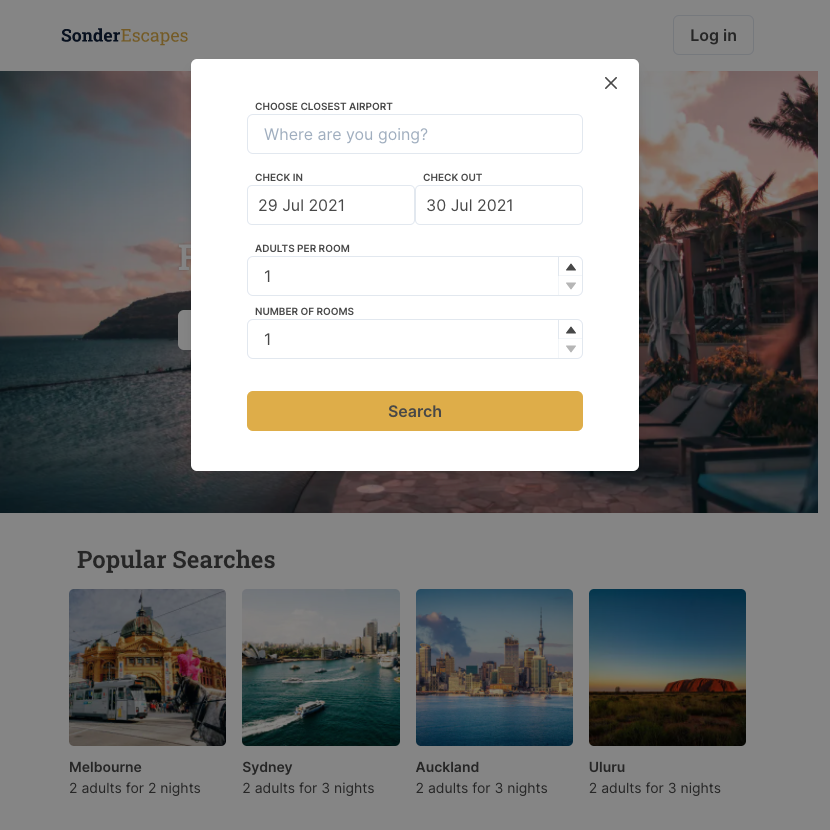 SonderEscapes
Log in
CHOOSE CLOSEST AIRPORT
Where are you going?
CHECK IN
CHECK OUT
29 Jul 2021
30 Jul 2021
ADULTS PER ROOM
1
NUMBER OF ROOMS
1
Search
Popular Searches
Melbourne
2 adults for 2 nights
Sydney
2 adults for 3 nights
Auckland
2 adults for 3 nights
Uluru
2 adults for 3 nights